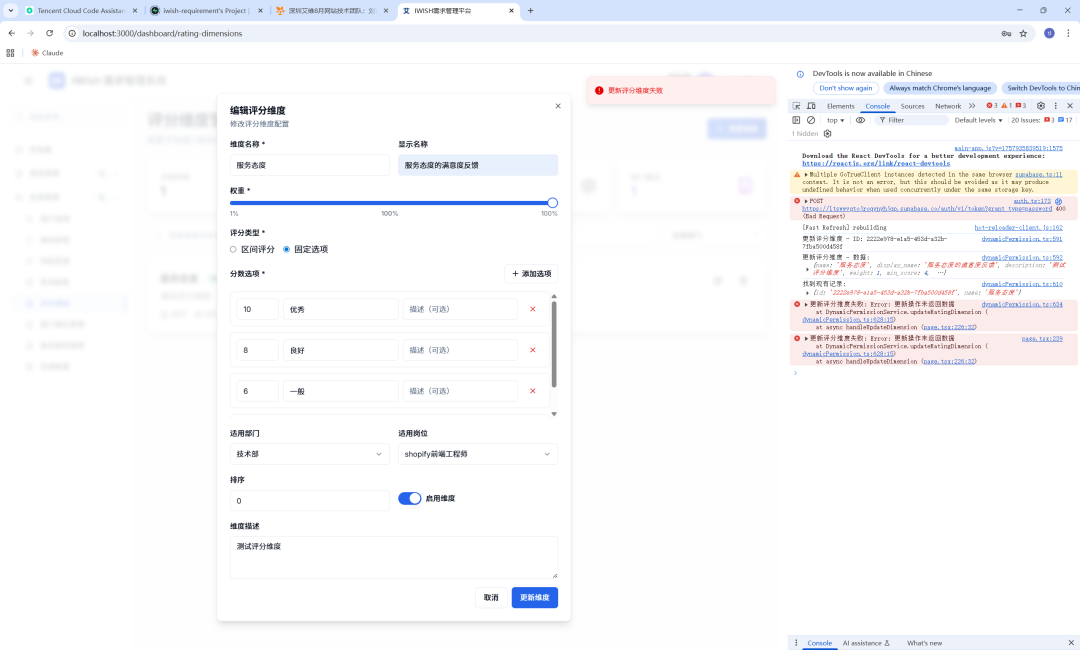 Tencent Cloud Code Assistan
iwish-requirement's Project |
深圳艾维6月网站技术团队: 刘
IWISH需求管理平台
localhost:3000/dashboard/rating-dimensions
Claude
更新评分维度失败
编辑评分维度
修改评分维度配置
维度名称 *
显示名称
服务态度
服务态度的满意度反馈
权重 *
1%
100%
100%
评分类型 *
区间评分
固定选项
分数选项 *
添加选项
10
优秀
描述（可选）
8
良好
描述（可选）
6
一般
描述（可选）
适用部门
适用岗位
技术部
shopify前端工程师
排序
0
启用维度
维度描述
测试评分维度
取消
更新维度
DevTools is now available in Chinese
Don't show again
Always match Chrome's language
Switch DevTools to Chin
Elements
Console
Sources
Network
3
1
3
top
Filter
Default levels
20 Issues:
3
17
1 hidden
main-app.js?v=1757935839519:1575
Download the React DevTools for a better development experience:
https://reactjs.org/link/react-devtools
Multiple GoTrueClient instances detected in the same browser supabase.ts:11
context. It is not an error, but this should be avoided as it may produce
undefined behavior when used concurrently under the same storage key.
POST
auth.ts:173
400
(Bad Request)
[Fast Refresh] rebuilding
hot-reloader-client.js:162
更新评分维度 - ID: 2222e978-e1a5-453d-a32b-
dynamicPermission.ts:591
7fba500d458f
更新评分维度 - 数据:
dynamicPermission.ts:592
{name: '服务态度', display_name: '服务态度的满意度反馈', description: '测试
评分维度', weight: 1, min_score: 4, …}
找到现有记录:
dynamicPermission.ts:610
{id: '2222e978-e1a5-453d-a32b-7fba500d458f', name: '服务态度'}
更新评分维度失败: Error: 更新操作未返回数据
dynamicPermission.ts:634
at DynamicPermissionService.updateRatingDimension (
dynamicPermission.ts:628:15)
at async handleUpdateDimension (page.tsx:226:32)
更新评分维度失败: Error: 更新操作未返回数据
page.tsx:239
at DynamicPermissionService.updateRatingDimension (
dynamicPermission.ts:628:15)
at async handleUpdateDimension (page.tsx:226:32)
Console
AI assistance
What's new